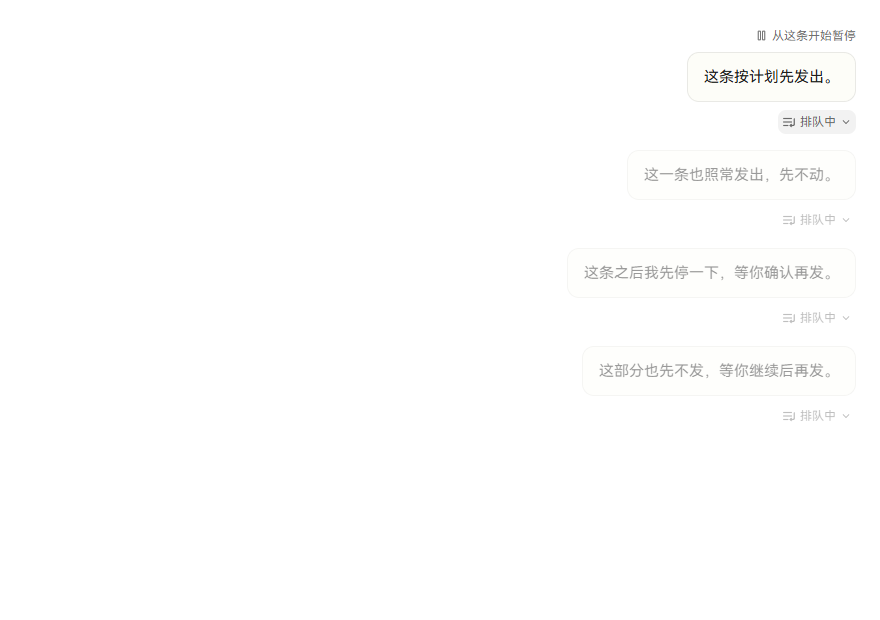 从这条开始暂停
这条按计划先发出。
排队中
这一条也照常发出，先不动。
排队中
这条之后我先停一下，等你确认再发。
排队中
这部分也先不发，等你继续后再发。
排队中